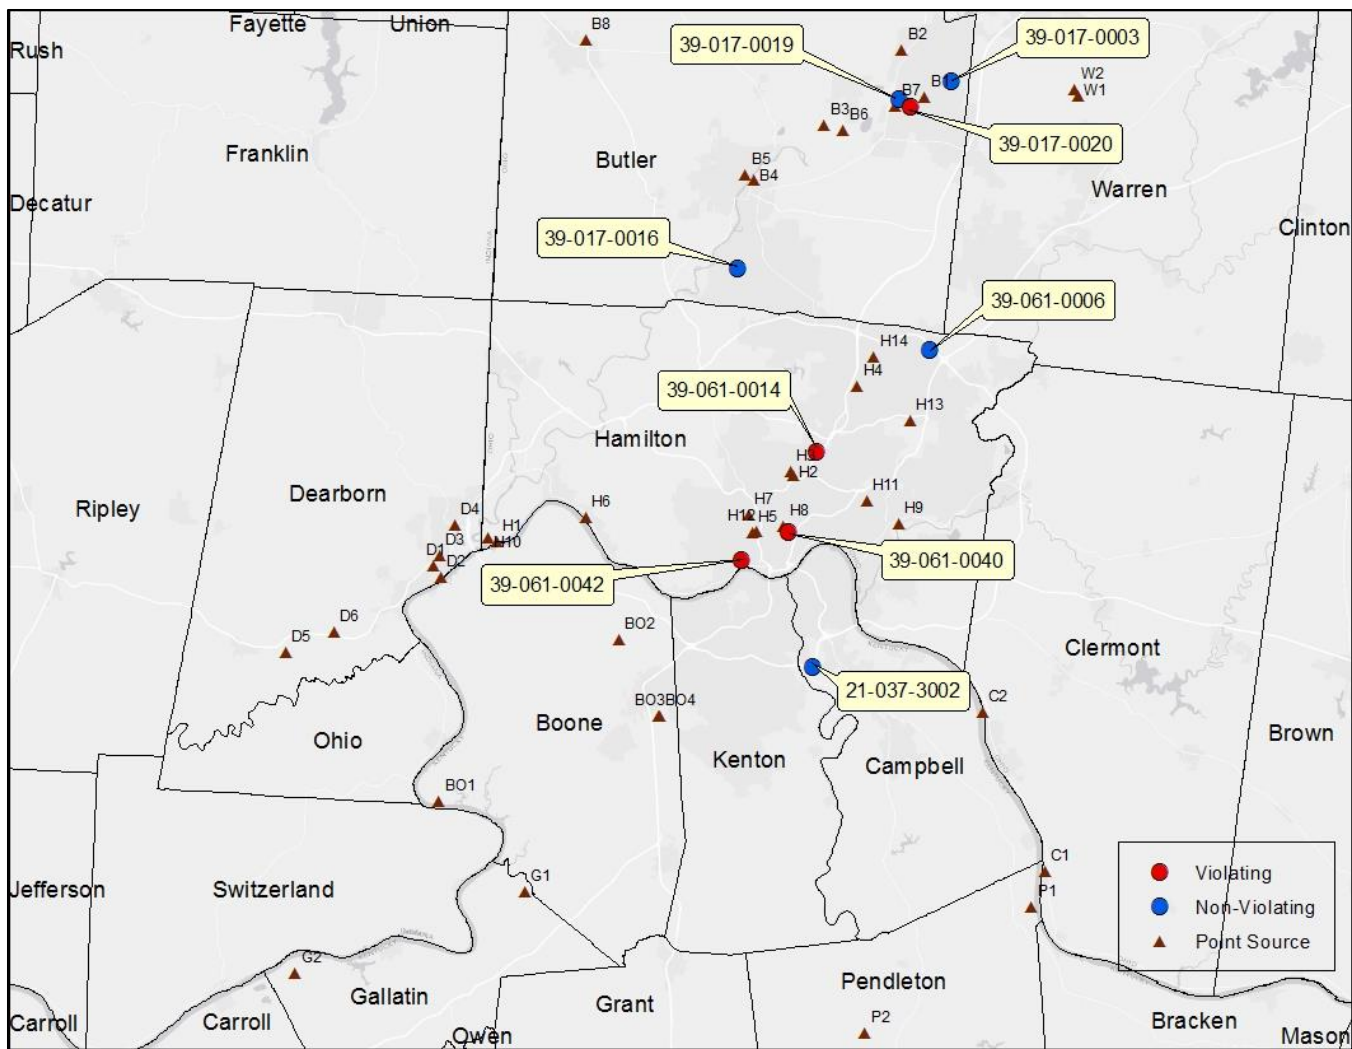 Fayette
Union
B8
B2
39-017-0019
39-017-0003
Rush
W2
W1
B1
B7
B3
B6
39-017-0020
Franklin
Butler
B5
B4
Warren
Decatur
39-017-0016
Clinton
39-061-0006
H14
H4
39-061-0014
H13
Hamilton
H3
H2
Dearborn
Ripley
H11
H9
H6
H7
H8
H12
H5
D4
H1
H10
D3
D1
D2
39-061-0040
39-061-0042
D6
D5
BO2
Clermont
21-037-3002
C2
BO3
BO4
Boone
Ohio
Kenton
Campbell
Brown
BO1
C1
P1
G1
Jefferson
Switzerland
Violating
Non-Violating
Point Source
G2
Gallatin
Grant
Pendleton
Carroll
Carroll
Owen
P2
Bracken
Mason